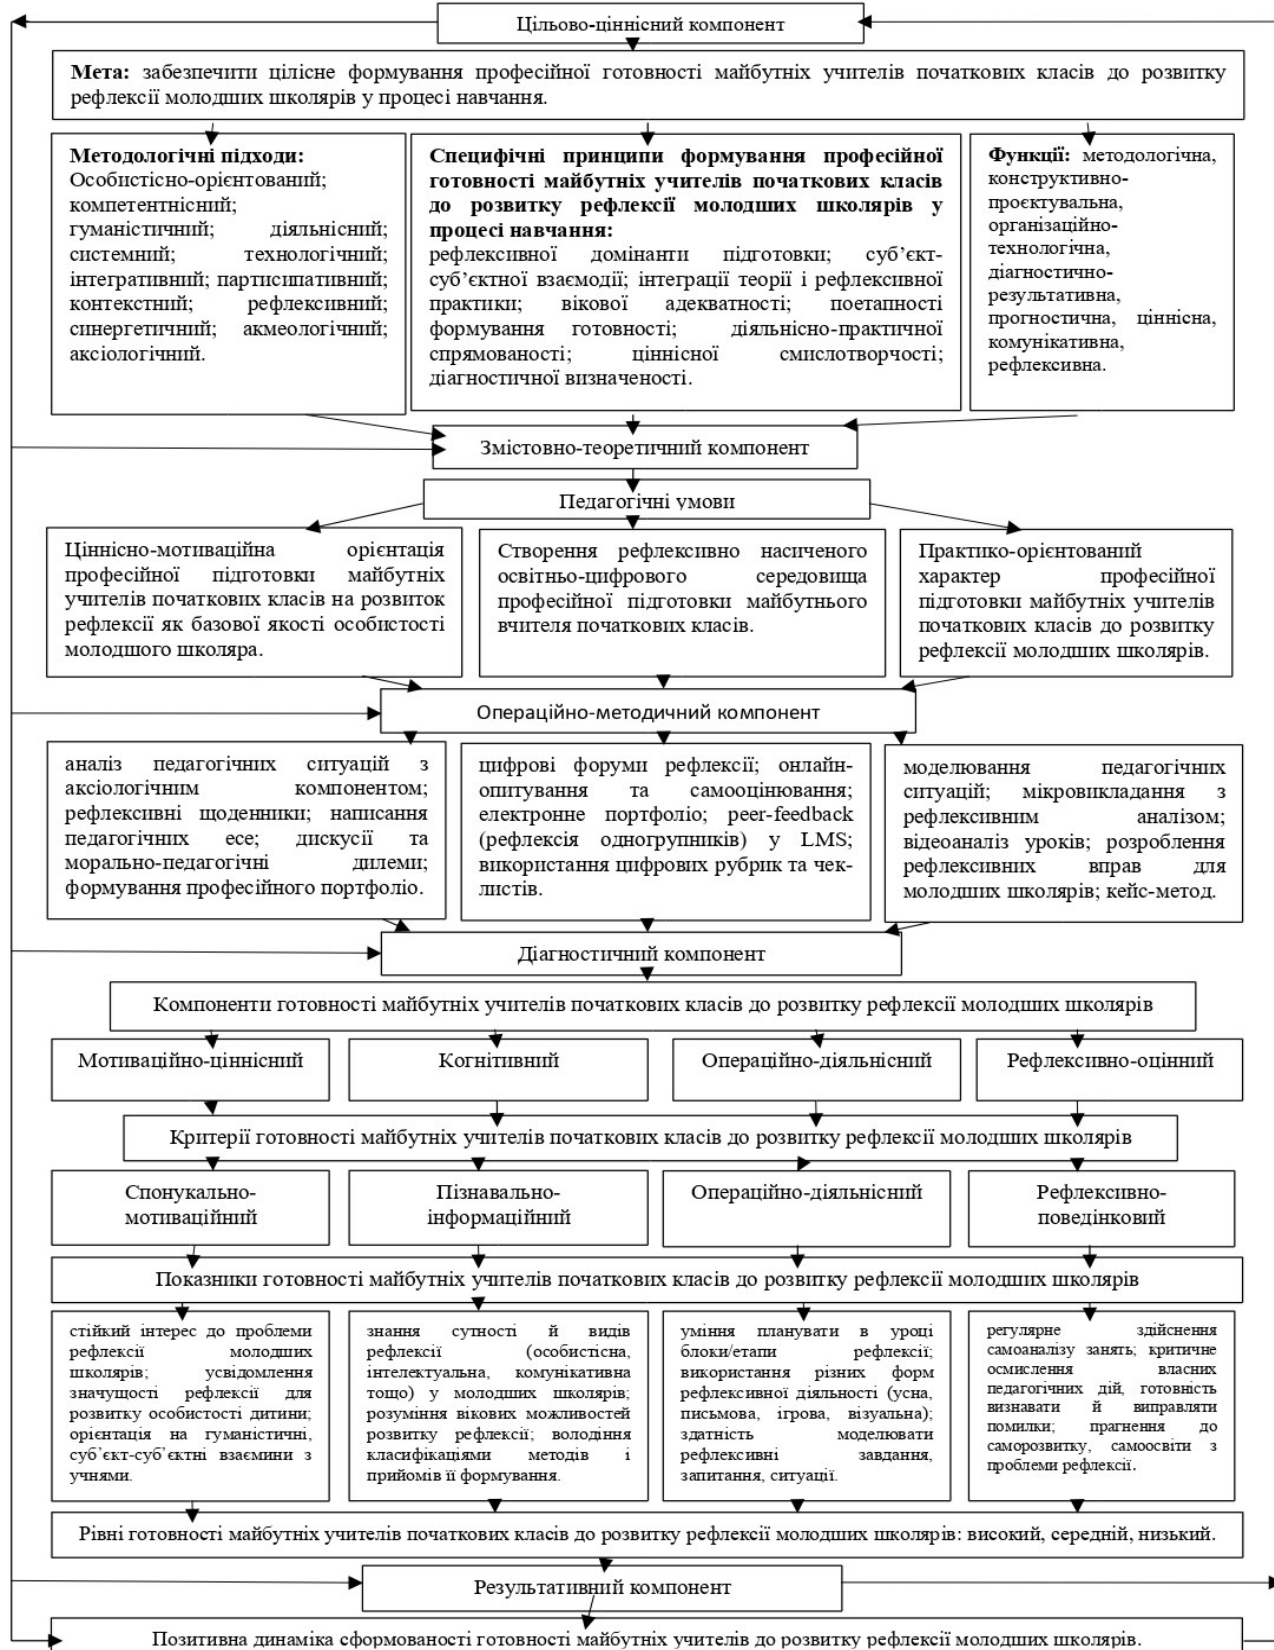 Цільово-ціннісний компонент
Мета: забезпечити цілісне формування професійної готовності майбутніх учителів початкових класів до розвитку
рефлексії молодших школярів у процесі навчання.
Методологічні підходи:
Особистісно-орієнтований;
компетентнісний;
гуманістичний; діяльнісний;
системний; технологічний;
інтегративний; партисипативний;
контекстний; рефлексивний;
синергетичний; акмеологічний;
аксіологічний.
Специфічні принципи формування професійної
готовності майбутніх учителів початкових класів
до розвитку рефлексії молодших школярів у
процесі навчання:
рефлексивної домінанти підготовки; суб’єкт-
суб’єктної взаємодії; інтеграції теорії і рефлексивної
практики; вікової адекватності; поетапності
формування готовності; діяльнісно-практичної
спрямованості; ціннісної смислотворчості;
діагностичної визначеності.
Функції: методологічна,
конструктивно-
проєктувальна,
організаційно-
технологічна,
діагностично-
результативна,
прогностична, ціннісна,
комунікативна,
рефлексивна.
Змістовно-теоретичний компонент
Педагогічні умови
Ціннісно-мотиваційна орієнтація
професійної підготовки майбутніх
учителів початкових класів на розвиток
рефлексії як базової якості особистості
молодшого школяра.
Створення рефлексивно насиченого
освітньо-цифрового середовища
професійної підготовки майбутнього
вчителя початкових класів.
Практико-орієнтований
характер професійної
підготовки майбутніх учителів
початкових класів до розвитку
рефлексії молодших школярів.
Операційно-методичний компонент
аналіз педагогічних ситуацій з
аксіологічним компонентом;
рефлексивні щоденники; написання
педагогічних есе; дискусії та
морально-педагогічні дилеми;
формування професійного портфоліо.
цифрові форуми рефлексії; онлайн-
опитування та самооцінювання;
електронне портфоліо; peer-feedback
(рефлексія одногрупників) у LMS;
використання цифрових рубрик та чек-
листів.
моделювання педагогічних
ситуацій; мікровикладання з
рефлексивним аналізом;
відеоаналіз уроків; розроблення
рефлексивних вправ для
молодших школярів; кейс-метод.
Діагностичний компонент
Компоненти готовності майбутніх учителів початкових класів до розвитку рефлексії молодших школярів
Мотиваційно-ціннісний
Когнітивний
Операційно-діяльнісний
Рефлексивно-оцінний
Критерії готовності майбутніх учителів початкових класів до розвитку рефлексії молодших школярів
Спонукально-
мотиваційний
Пізнавально-
інформаційний
Операційно-діяльнісний
Рефлексивно-
поведінковий
Показники готовності майбутніх учителів початкових класів до розвитку рефлексії молодших школярів
стійкий інтерес до проблеми
рефлексії молодших
школярів; усвідомлення
значущості рефлексії для
розвитку особистості дитини;
орієнтація на гуманістичні,
суб’єкт-суб’єктні взаємини з
учнями.
знання сутності й видів
рефлексії (особистісна,
інтелектуальна, комунікативна
тощо) у молодших школярів;
розуміння вікових можливостей
розвитку рефлексії; володіння
класифікаціями методів і
прийомів її формування.
уміння планувати в уроці
блоки/етапи рефлексії;
використання різних форм
рефлексивної діяльності (усна,
письмова, ігрова, візуальна);
здатність моделювати
рефлексивні завдання,
запитання, ситуації.
регулярне здійснення
самоаналізу занять; критичне
осмислення власних
педагогічних дій, готовність
визнавати й виправляти
помилки; прагнення до
саморозвитку, самоосвіти з
проблеми рефлексії.
Рівні готовності майбутніх учителів початкових класів до розвитку рефлексії молодших школярів: високий, середній, низький.
Результативний компонент
Позитивна динаміка сформованості готовності майбутніх учителів до розвитку рефлексії молодших школярів.